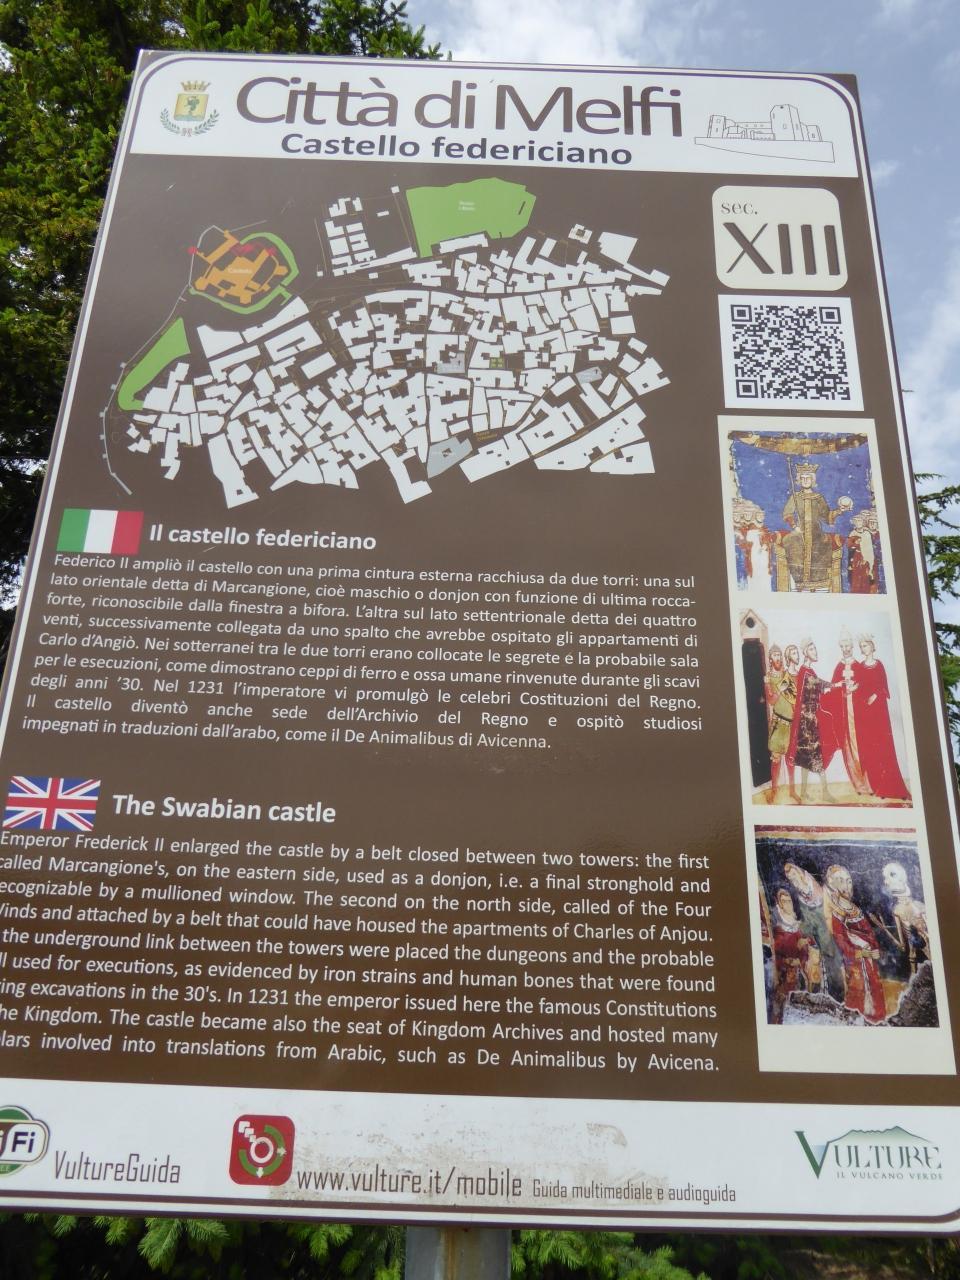 Città di Melfi
Castello federiciano
sec.
XIII
Castello
Il castello federiciano
Federico II ampliò il castello con una prima cintura esterna racchiusa da due torri: una sul
lato orientale detta di Marcangione, cioè maschio o donjon con funzione di ultima rocca-
forte, riconoscibile dalla finestra a bifora. L'altra sul lato settentrionale detta dei quattro
venti, successivamente collegata da uno spalto che avrebbe ospitato gli appartamenti di
Carlo d'Angiò. Nei sotterranei tra le due torri erano collocate le segrete e la probabile sala
per le esecuzioni, come dimostrano ceppi di ferro e ossa umane rinvenute durante gli scavi
degli anni '30. Nel 1231 l'imperatore vi promulgò le celebri Costituzioni del Regno.
Il castello diventò anche sede dell'Archivio del Regno e ospitò studiosi
impegnati in traduzioni dall'arabo, come il De Animalibus di Avicenna.
The Swabian castle
Emperor Frederick II enlarged the castle by a belt closed between two towers: the first
called Marcangione's, on the eastern side, used as a donjon, i.e. a final stronghold and
ecognizable by a mullioned window. The second on the north side, called of the Four
Winds and attached by a belt that could have housed the apartments of Charles of Anjou.
the underground link between the towers were placed the dungeons and the probable
ll used for executions, as evidenced by iron strains and human bones that were found
ing excavations in the 30's. In 1231 the emperor issued here the famous Constitutions
he Kingdom. The castle became also the seat of Kingdom Archives and hosted many
lars involved into translations from Arabic, such as De Animalibus by Avicena.
iFi
VultureGuida
www.vulture.it/mobile Guida multimediale e audioguida
VULTURE
IL VULCANO VERDE